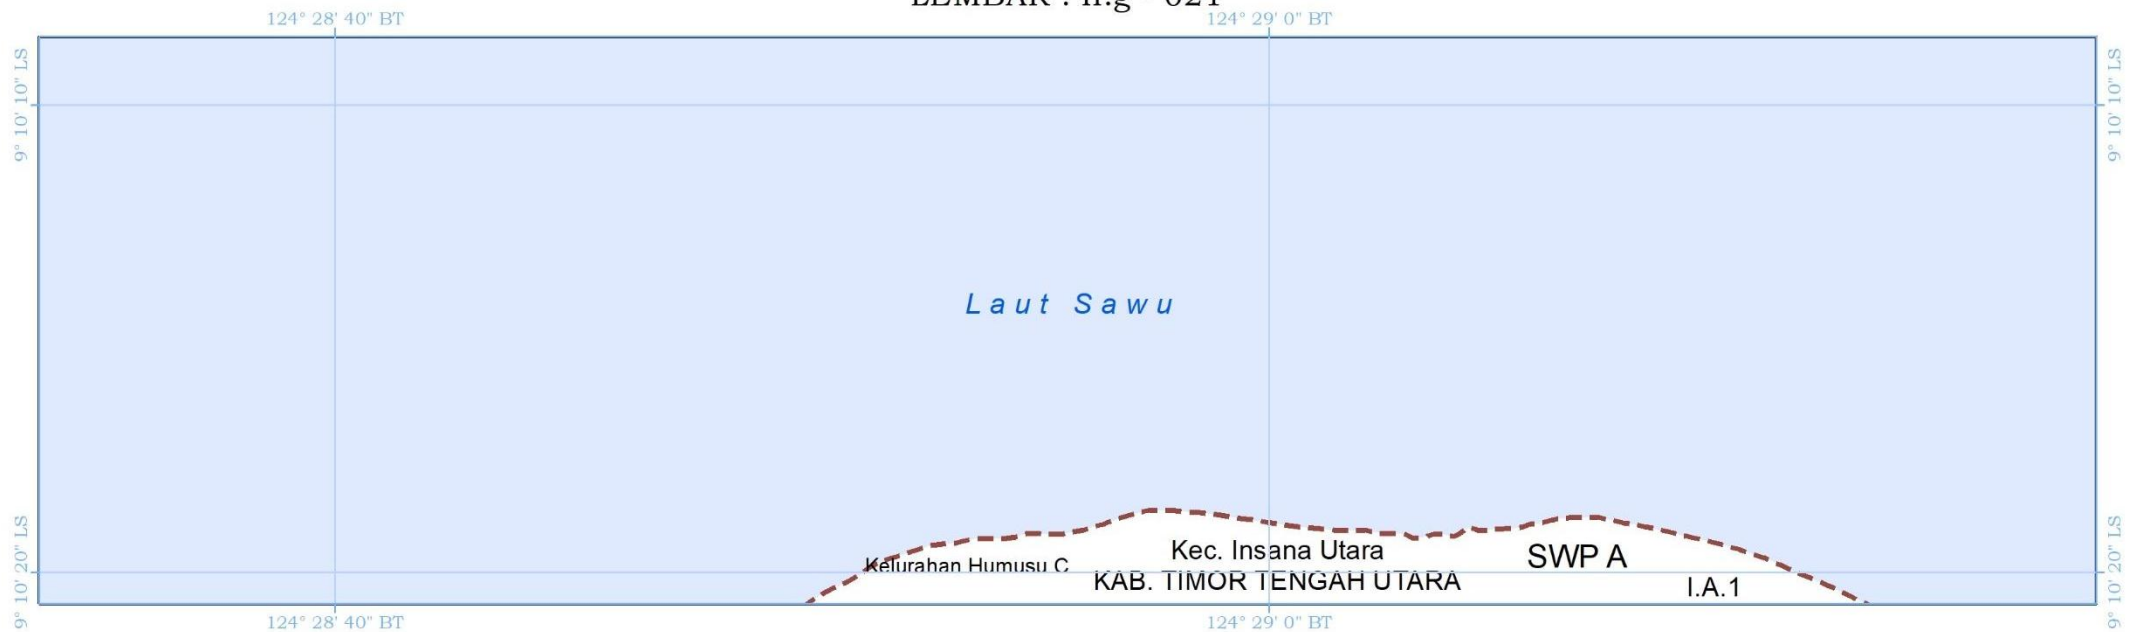 124° 28' 40" BT
124° 29' 0" BT
9° 10' 10" LS
9° 10' 10" LS
Laut Sawu
9° 10' 20" LS
9° 10' 20" LS
Kec. Insana Utara
SWP A
Kelurahan Humusu C
KAB. TIMOR TENGAH UTARA
I.A.1
124° 28' 40" BT
124° 29' 0" BT